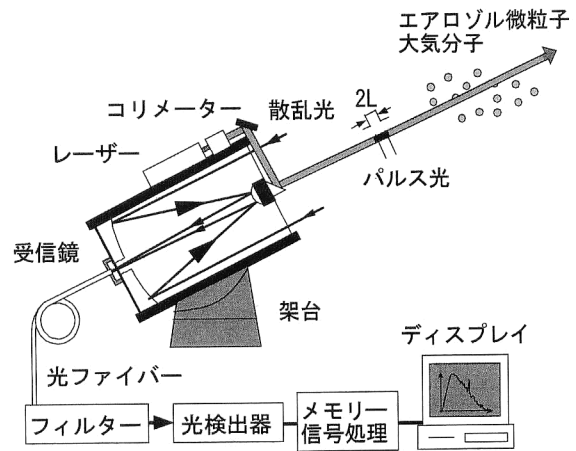 エアロゾル微粒子
大気分子
コリメーター
散乱光
2L
レーザー
パルス光
受信鏡
架台
光ファイバー
ディスプレイ
フィルター
光検出器
メモリー
信号処理